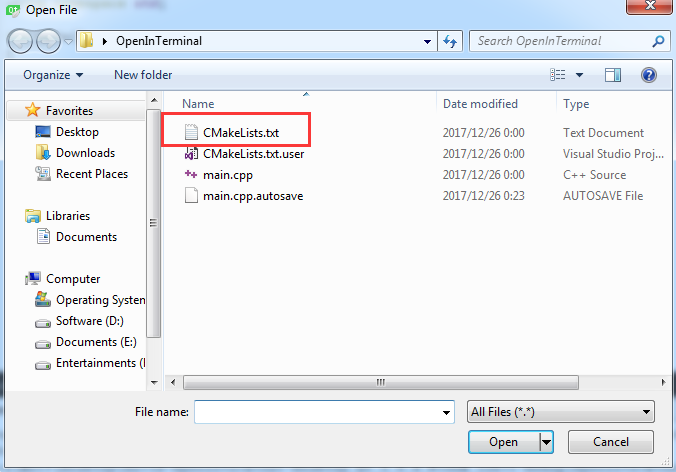 Open File
OpenInTerminal
Search OpenInTerminal
Organize
New folder
Name
Date modified
Type
Favorites
Desktop
Downloads
Recent Places
Libraries
Documents
Computer
Operating System
Software (D:)
Documents (E:)
Entertainments (
CMakeLists.txt
2017/12/26 0:00
Text Document
CMakeLists.txt.user
2017/12/26 0:00
Visual Studio Proj...
main.cpp
2017/12/26 0:00
C++ Source
main.cpp.autosave
2017/12/26 0:23
AUTOSAVE File
File name:
All Files (*.*)
Open
Cancel